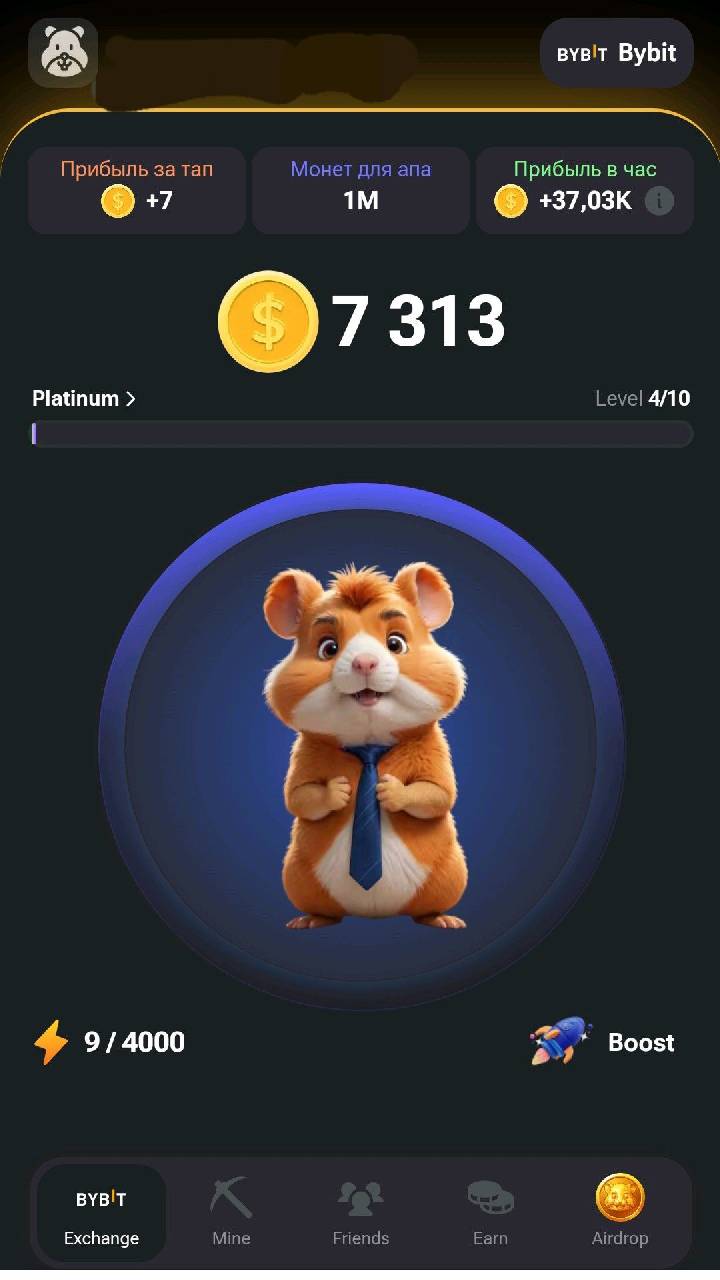 BYBIT Bybit
Прибыль за тап
+7
Монет для апа
1M
Прибыль в час
+37,03K
7 313
Platinum >
Level 4/10
9 / 4000
Boost
BYBIT
Exchange
Mine
Friends
Earn
Airdrop